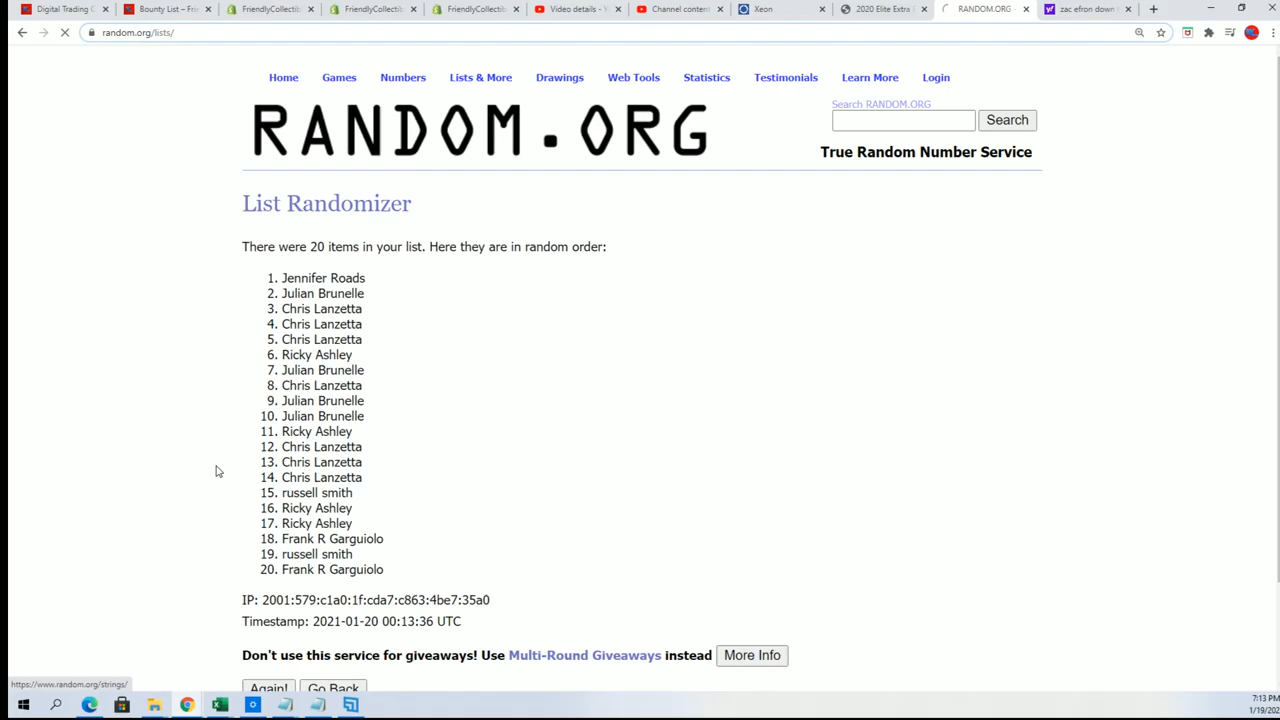 Digital Trading C
Bounty List – Fri
FriendlyCollectib
FriendlyCollectib
FriendlyCollectib
Video details - Y
Channel content
Xeon
2020 Elite Extra E
RANDOM.ORG
zac efron down u
random.org/lists/
Home Games Numbers Lists & More Drawings Web Tools Statistics Testimonials Learn More Login
RANDOM.ORG
Search RANDOM.ORG
Search
True Random Number Service
List Randomizer
There were 20 items in your list. Here they are in random order:
1. Jennifer Roads
2. Julian Brunelle
3. Chris Lanzetta
4. Chris Lanzetta
5. Chris Lanzetta
6. Ricky Ashley
7. Julian Brunelle
8. Chris Lanzetta
9. Julian Brunelle
10. Julian Brunelle
11. Ricky Ashley
12. Chris Lanzetta
13. Chris Lanzetta
14. Chris Lanzetta
15. russell smith
16. Ricky Ashley
17. Ricky Ashley
18. Frank R Garguiolo
19. russell smith
20. Frank R Garguiolo
IP: 2001:579:c1a0:1f:cda7:c863:4be7:35a0
Timestamp: 2021-01-20 00:13:36 UTC
Don't use this service for giveaways! Use Multi-Round Giveaways instead More Info
https://www.random.org/strings/
Again! Go Back
7:13 PM
1/19/202